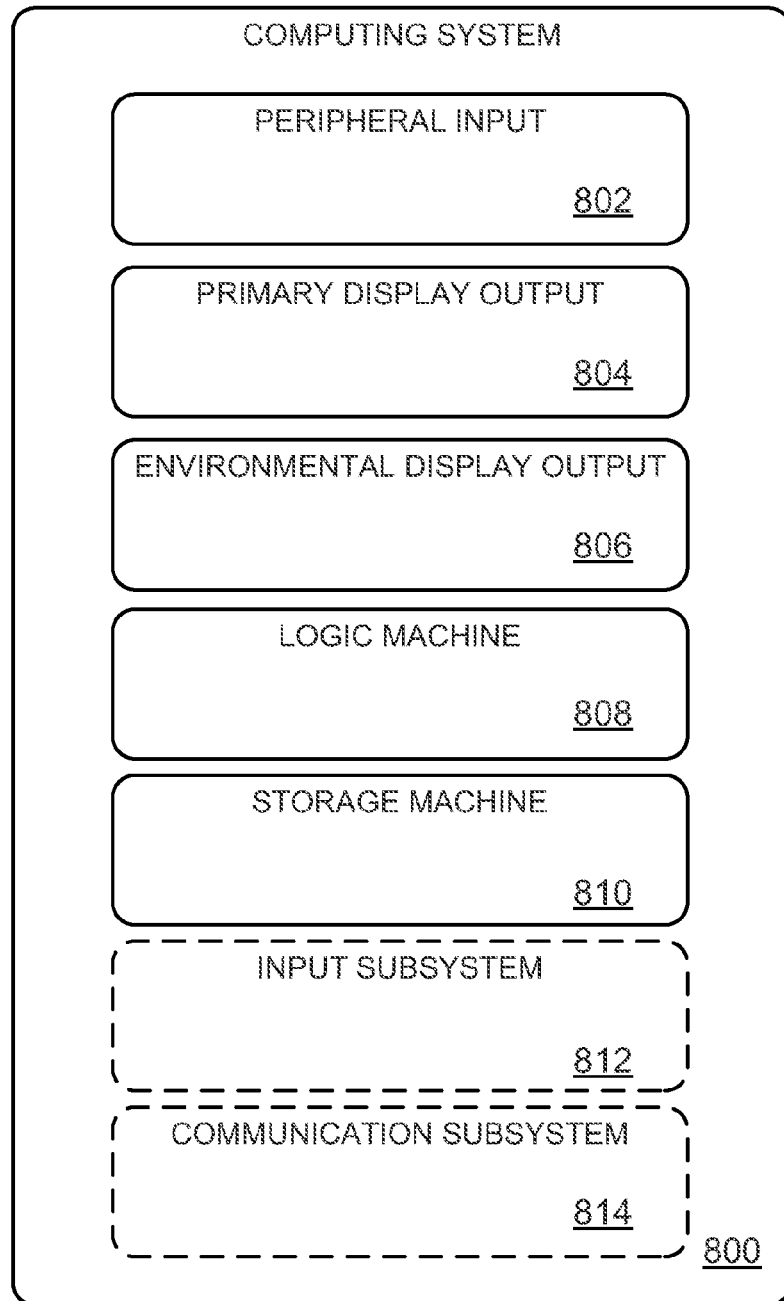 COMPUTING SYSTEM
PERIPHERAL INPUT
802
PRIMARY DISPLAY OUTPUT
804
ENVIRONMENTAL DISPLAY OUTPUT
806
LOGIC MACHINE
808
STORAGE MACHINE
810
INPUT SUBSYSTEM
812
COMMUNICATION SUBSYSTEM
814
800